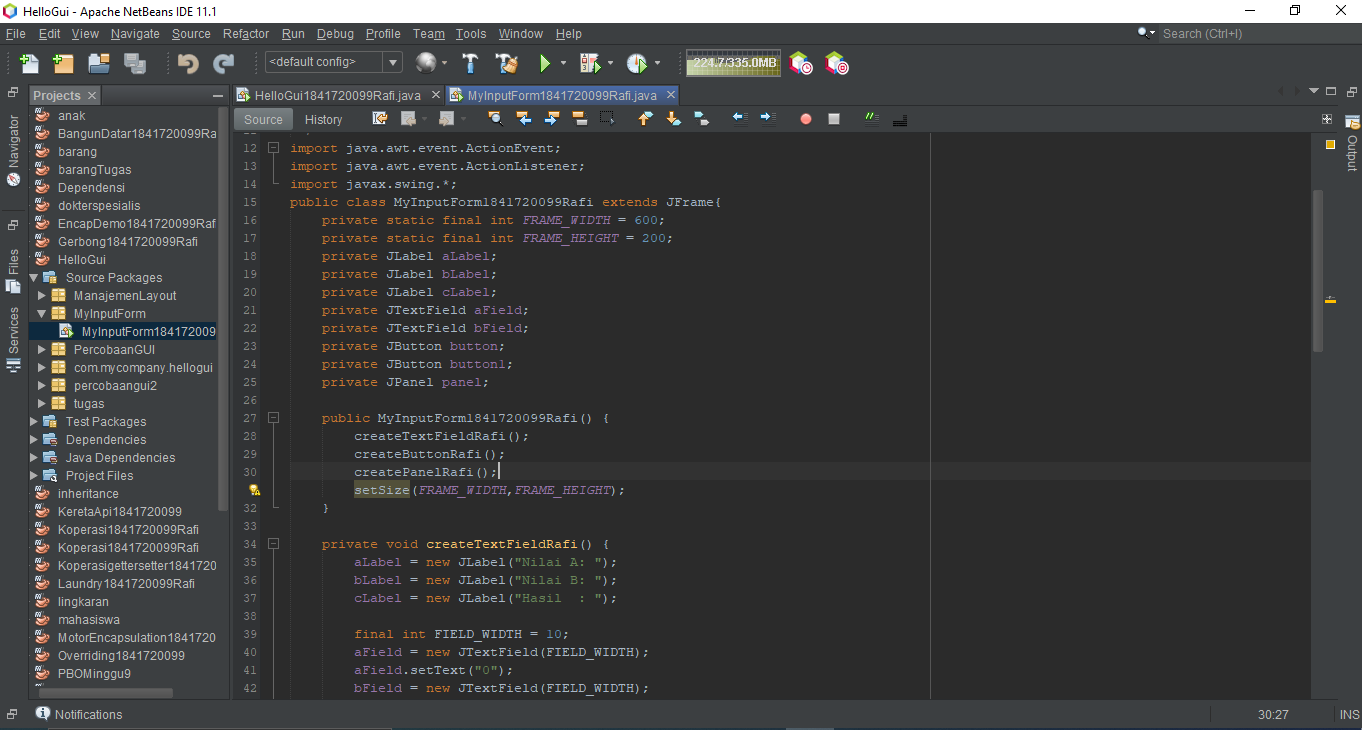 HelloGui - Apache NetBeans IDE 11.1
File Edit View Navigate Source Refactor Run Debug Profile Team Tools Window Help
Search (Ctrl+I)
<default config>
224.7/335.0MB
Projects
HelloGui1841720099Rafi.java
MyInputForm1841720099Rafi.java
Source History
Navigator
Files
Services
Output
anak
BangunDatar1841720099Ra
barang
barangTugas
Dependensi
dokterspesialis
EncapDemo1841720099Raf
Gerbong1841720099Rafi
HelloGui
Source Packages
ManajemenLayout
MyInputForm
MyInputForm184172009
PercobaanGUI
com.mycompany.hellogui
percobaangui2
tugas
Test Packages
Dependencies
Java Dependencies
Project Files
inheritance
KeretaApi1841720099
Koperasi1841720099Rafi
Koperasi1841720099Rafi
Koperasigettersetter1841720
Laundry1841720099Rafi
lingkaran
mahasiswa
MotorEncapsulation1841720
Overriding1841720099
PBOMinggu9
12 import java.awt.event.ActionEvent;
13 import java.awt.event.ActionListener;
14 import javax.swing.*;
15 public class MyInputForm1841720099Rafi extends JFrame{
16 private static final int FRAME_WIDTH = 600;
17 private static final int FRAME_HEIGHT = 200;
18 private JLabel aLabel;
19 private JLabel bLabel;
20 private JLabel cLabel;
21 private JTextField aField;
22 private JTextField bField;
23 private JButton button;
24 private JButton button1;
25 private JPanel panel;
26
27 public MyInputForm1841720099Rafi() {
28 createTextFieldRafi();
29 createButtonRafi();
30 createPanelRafi();
setSize(FRAME_WIDTH,FRAME_HEIGHT);
32 }
33
34 private void createTextFieldRafi() {
35 aLabel = new JLabel("Nilai A: ");
36 bLabel = new JLabel("Nilai B: ");
37 cLabel = new JLabel("Hasil  : ");
38
39 final int FIELD_WIDTH = 10;
40 aField = new JTextField(FIELD_WIDTH);
41 aField.setText("0");
42 bField = new JTextField(FIELD_WIDTH);
Notifications
30:27
INS